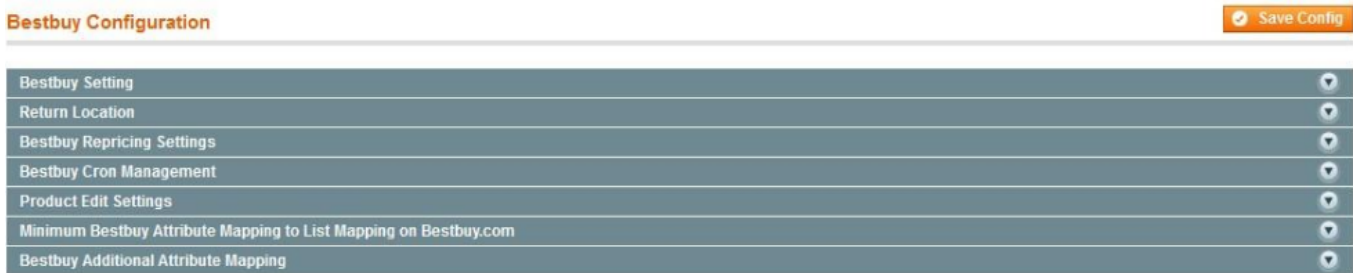 Bestbuy Configuration
Save Config
Bestbuy Setting
Return Location
Bestbuy Repricing Settings
Bestbuy Cron Management
Product Edit Settings
Minimum Bestbuy Attribute Mapping to List Mapping on Bestbuy.com
Bestbuy Additional Attribute Mapping